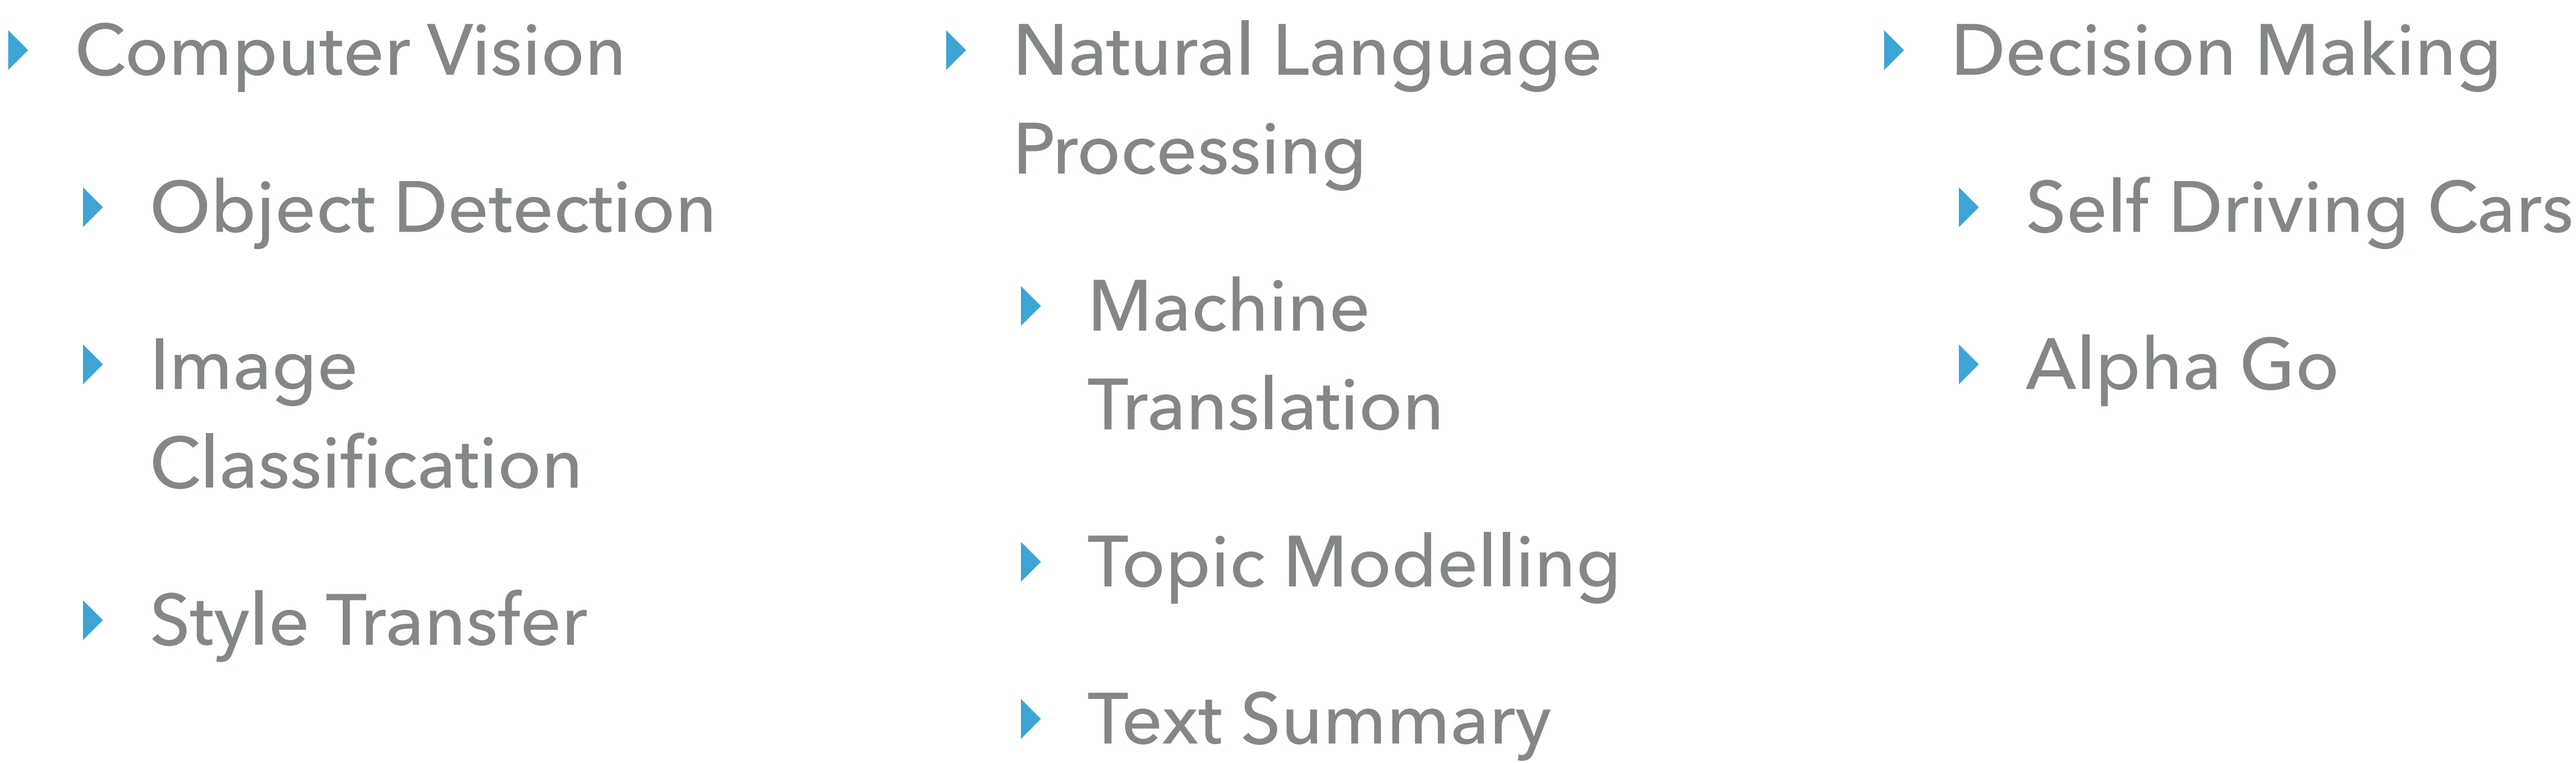 Computer Vision
Object Detection
Image
Classification
Style Transfer
Natural Language
Processing
Machine
Translation
Topic Modelling
Text Summary
Decision Making
Self Driving Cars
Alpha Go